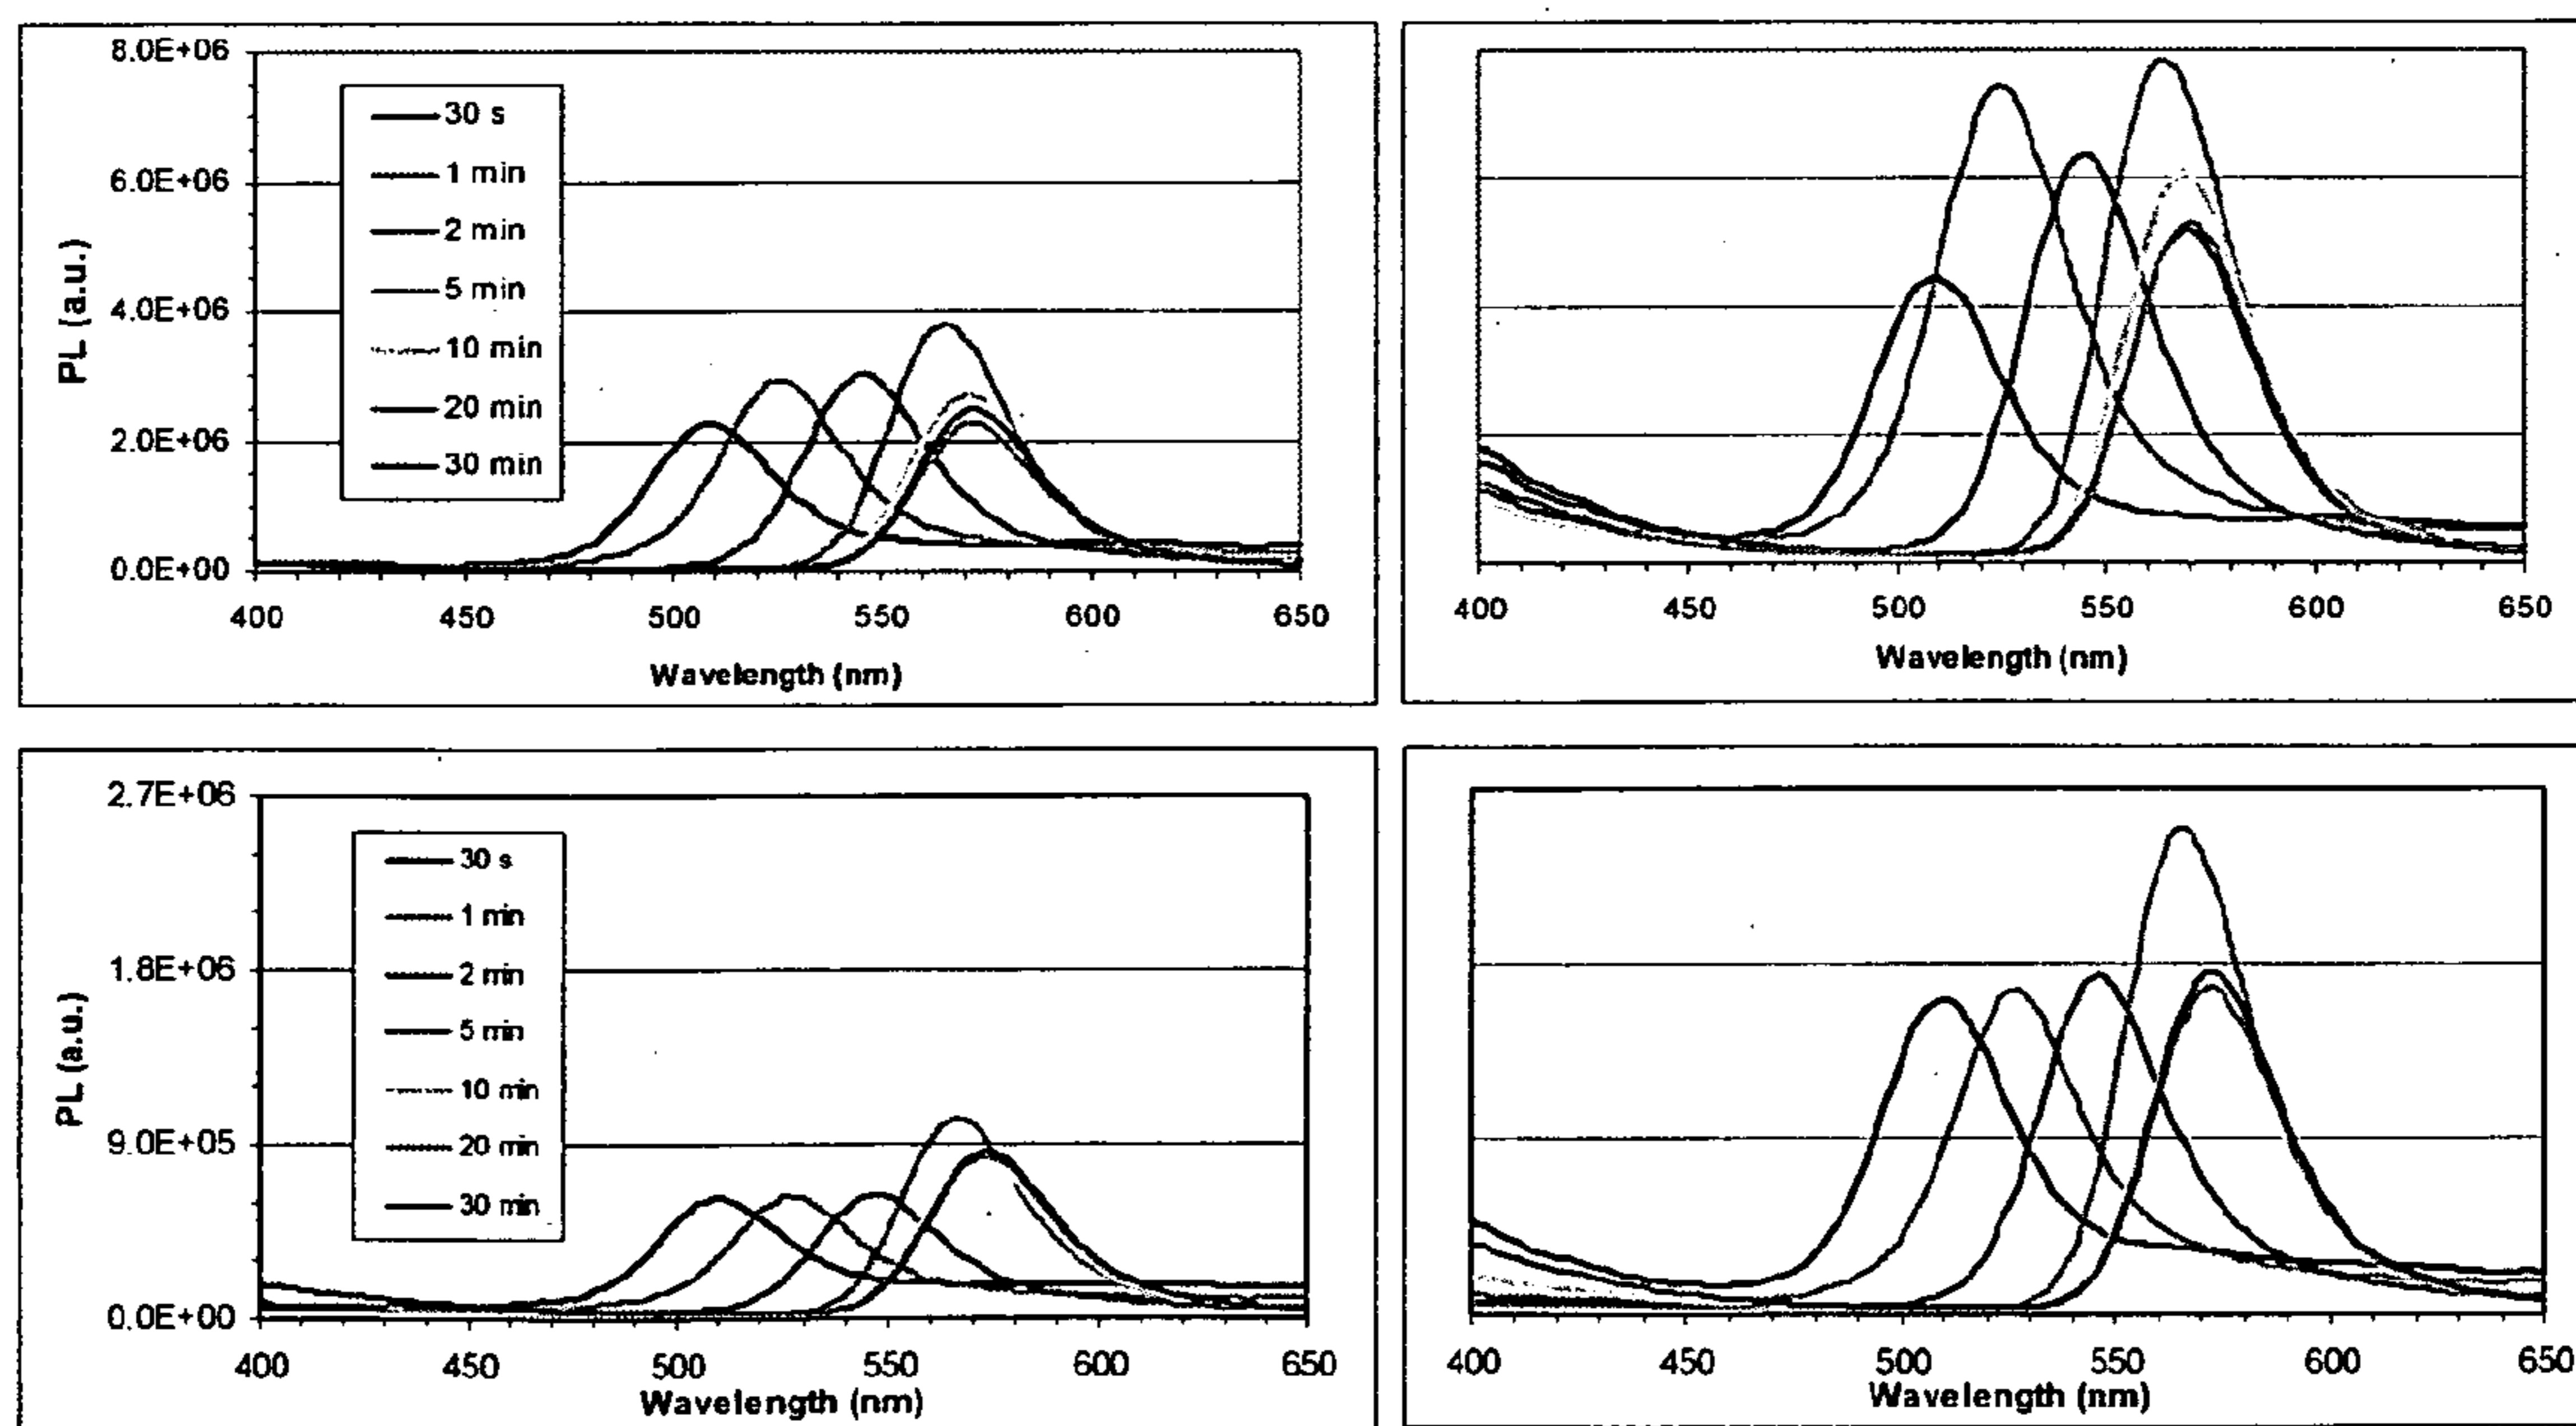 8.0E+06
6.0E+06
4.0E+06
2.0E+06
0.0E+00
PL (a.u.)
30 s
1 min
2 min
5 min
10 min
20 min
30 min
400 450 500 550 600 650
Wavelength (nm)
400 450 500 550 600 650
Wavelength (nm)
2.7E+06
1.8E+06
9.0E+05
0.0E+00
PL (a.u.)
30 s
1 min
2 min
5 min
10 min
20 min
30 min
400 450 500 550 600 650
Wavelength (nm)
400 450 500 550 600 650
Wavelength (nm)